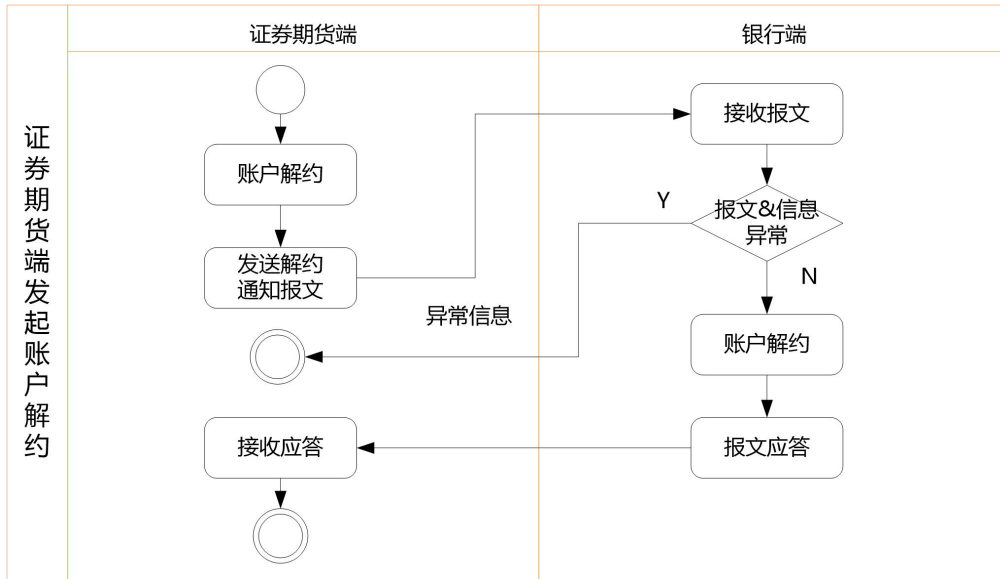 证券期货端发起账户解约
证券期货端
银行端
账户解约
发送解约
通知报文
接收报文
报文&信息
异常
Y
N
异常信息
账户解约
报文应答
接收应答